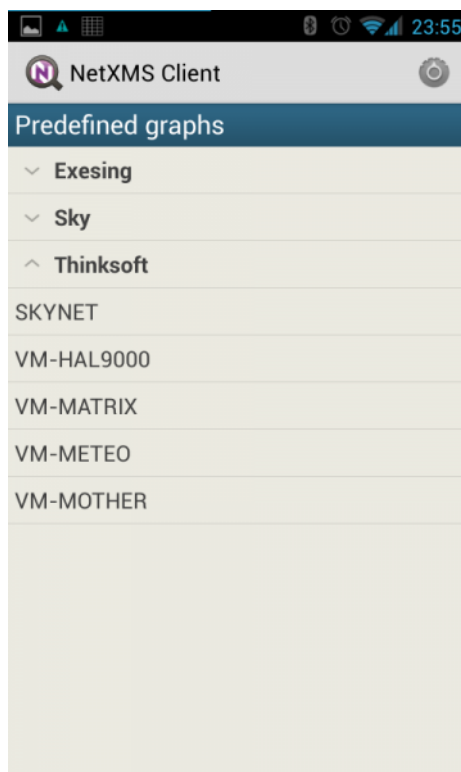 23:55
NetXMS Client
Predefined graphs
Exesing
Sky
Thinksoft
SKYNET
VM-HAL9000
VM-MATRIX
VM-METEO
VM-MOTHER